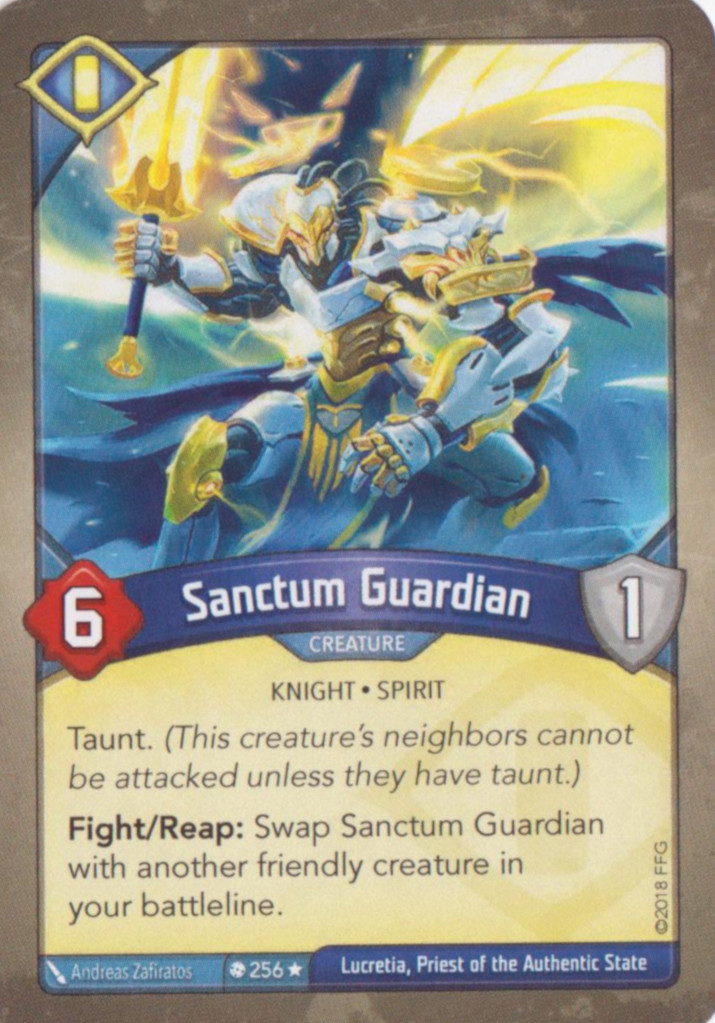 Sanctum Guardian
6
1
CREATURE
KNIGHT • SPIRIT
Taunt. (This creature's neighbors cannot
be attacked unless they have taunt.)
Fight/Reap: Swap Sanctum Guardian
with another friendly creature in
your battleline.
©2018 FFG
Andreas Zafiratos
256 ★
Lucretia, Priest of the Authentic State